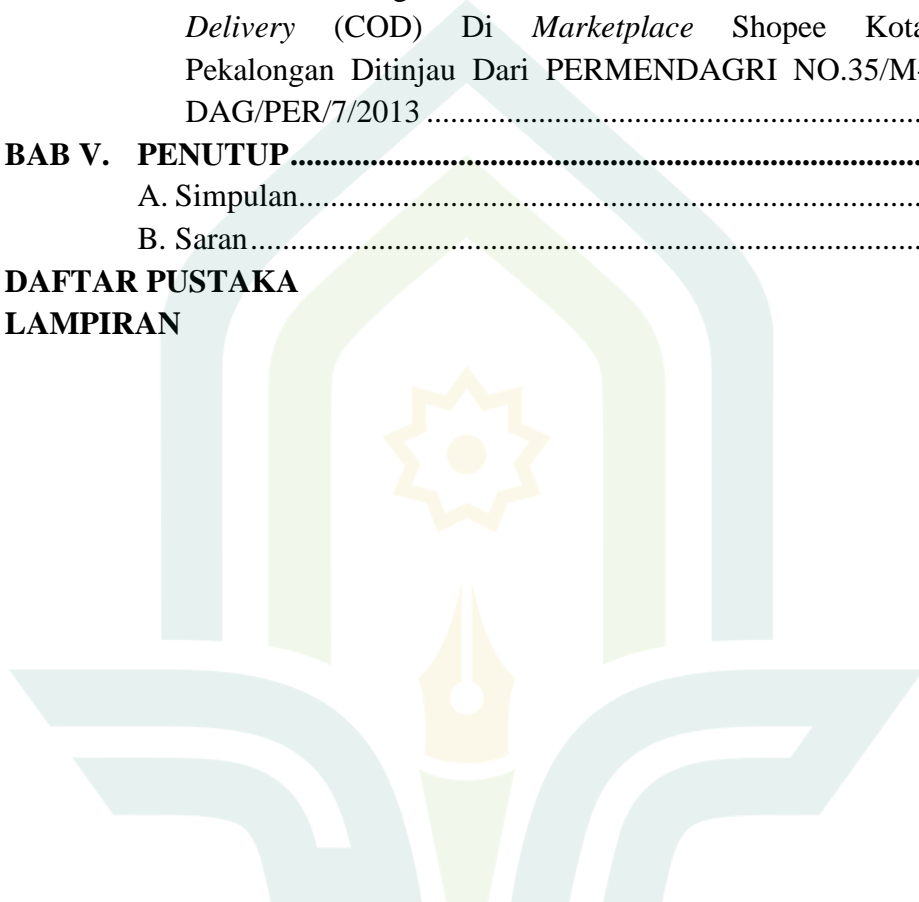 Delivery (COD) Di Marketplace Shopee Kota
Pekalongan Ditinjau Dari PERMENDAGRI NO.35/M-
DAG/PER/7/2013 ................................................................
BAB V. PENUTUP................................................................................
A. Simpulan................................................................................
B. Saran................................................................................
DAFTAR PUSTAKA
LAMPIRAN